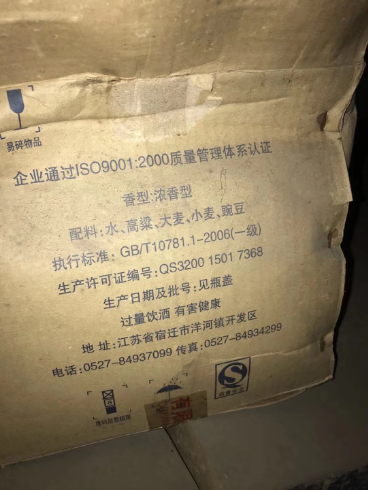 易碎物品
企业通过ISO9001:2000质量管理体系认证
香型:浓香型
配料:水、高粱、大麦、小麦、豌豆
执行标准: GB/T10781.1-2006(一级)
生产许可证编号: QS3200 1501 7368
生产日期及批号: 见瓶盖
过量饮酒 有害健康
地 址:江苏省宿迁市洋河镇开发区
电话:0527-84937099 传真:0527-84934299